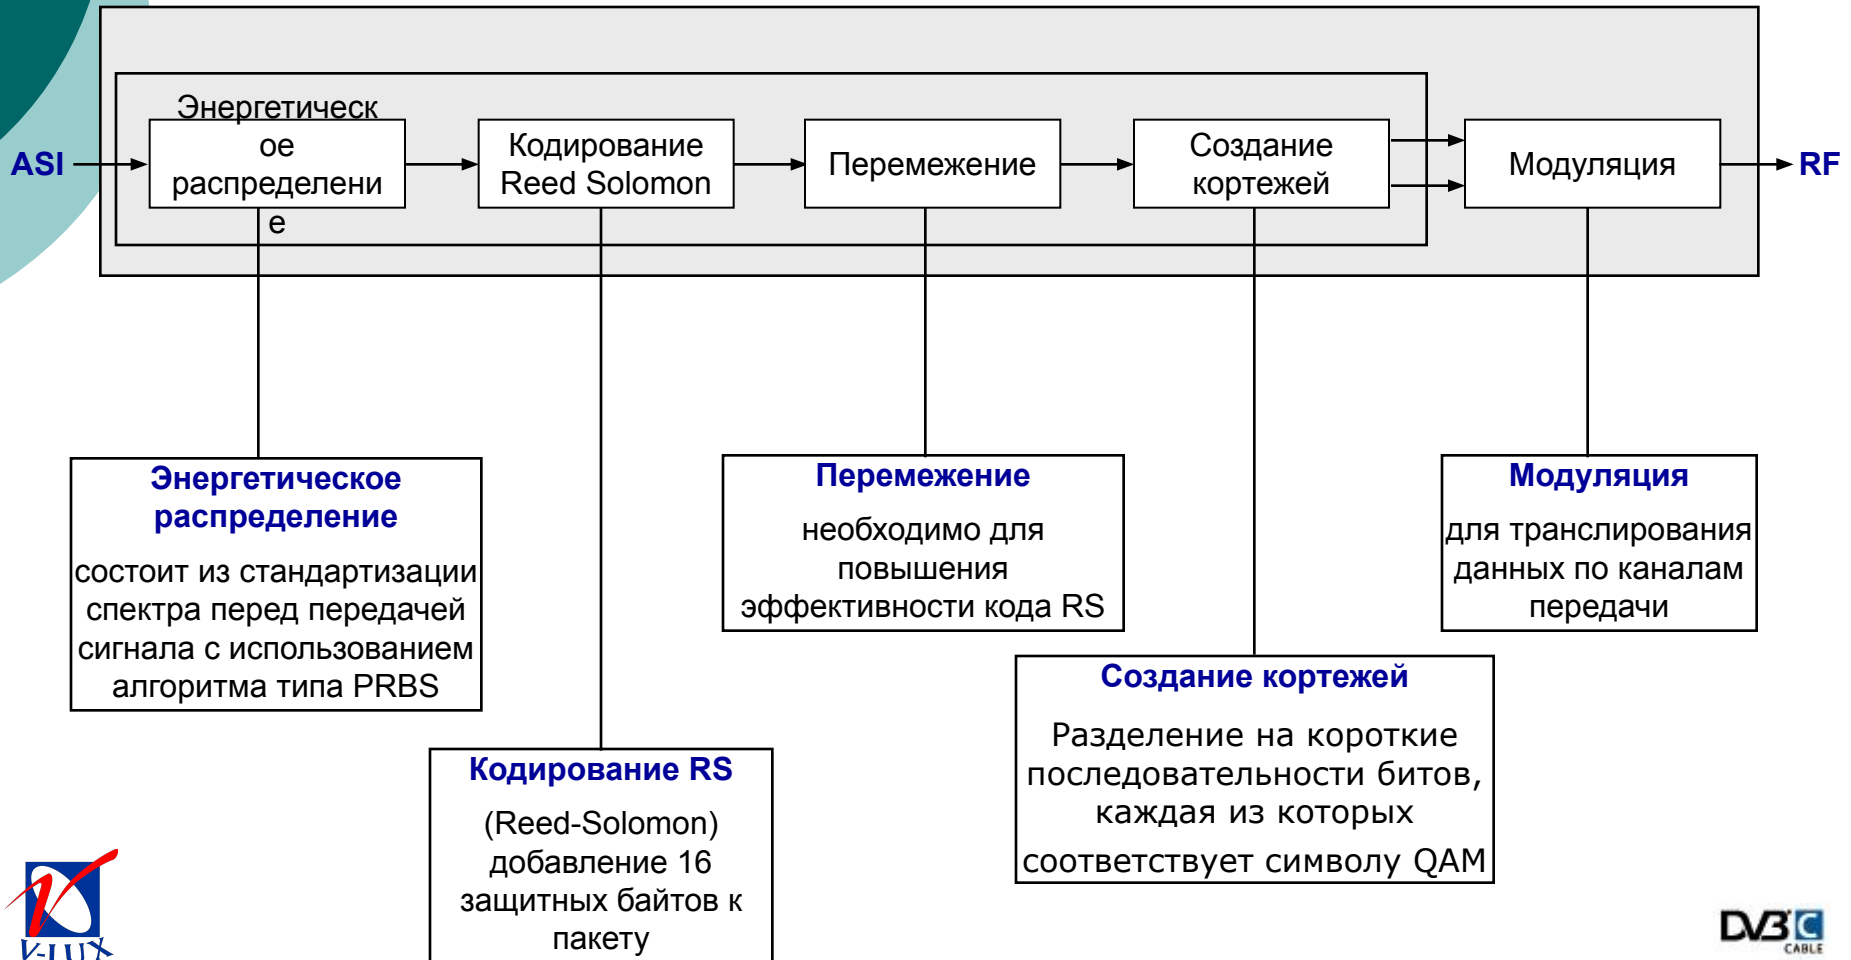 Энергетическ
ое
распределени
е
Кодирование
Reed Solomon
Перемежение
Создание
кортежей
Модуляция
ASI
RF
Энергетическое
распределение
состоит из стандартизации
спектра перед передачей
сигнала с использованием
алгоритма типа PRBS
Кодирование RS
(Reed-Solomon)
добавление 16
защитных байтов к
пакету
Перемежение
необходимо для
повышения
эффективности кода RS
Создание кортежей
Разделение на короткие
последовательности битов,
каждая из которых
соответствует символу QAM
Модуляция
для транслирования
данных по каналам
передачи
V-LUX
DVB C
CABLE